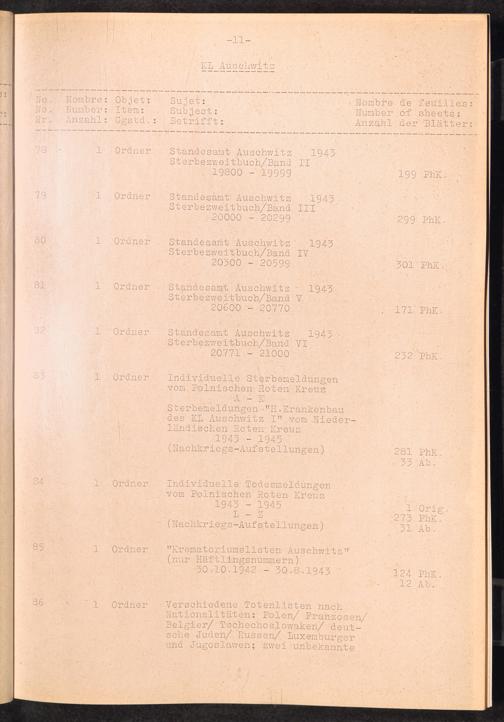 -11-
KL Auschwitz
No. Nombre: Objet: Sujet: Nombre de feuilles:
No. Number: Item: Subject: Number of sheets:
Nr. Anzahl: Ggstd.: Betrifft: Anzahl der Blätter:
78 1 Ordner Standesamt Auschwitz 1943
Sterbezweitbuch/Band II
19800 - 19999 199 PhK.
79 1 Ordner Standesamt Auschwitz 1943
Sterbezweitbuch/Band III
20000 - 20299 299 PhK.
80 1 Ordner Standesamt Auschwitz 1943
Sterbezweitbuch/Band IV
20300 - 20599 301 PhK.
81 1 Ordner Standesamt Auschwitz 1943
Sterbezweitbuch/Band V
20600 - 20770 171 PhK.
82 1 Ordner Standesamt Auschwitz 1943
Sterbezweitbuch/Band VI
20771 - 21000 232 PhK.
83 1 Ordner Individuelle Sterbemeldungen
vom Polnischen Roten Kreuz
A - K
Sterbemeldungen "H.Krankenbau
des KL Auschwitz I" vom Nieder-
ländischen Roten Kreuz
1943 - 1945
(Nachkriegs-Aufstellungen) 281 PhK.
33 Ab.
84 1 Ordner Individuelle Todesmeldungen
vom Polnischen Roten Kreuz
1943 - 1945 1 Orig.
L - Z 273 PhK.
(Nachkriegs-Aufstellungen) 31 Ab.
85 1 Ordner "Krematoriumslisten Auschwitz"
(nur Häftlingsnummern)
30.10.1942 - 30.8.1943 124 PhK.
12 Ab.
86 1 Ordner Verschiedene Totenlisten nach
Nationalitäten: Polen/ Franzosen/
Belgier/ Tschechoslowaken/ deut-
sche Juden/ Russen/ Luxemburger
und Jugoslawen; zwei unbekannte